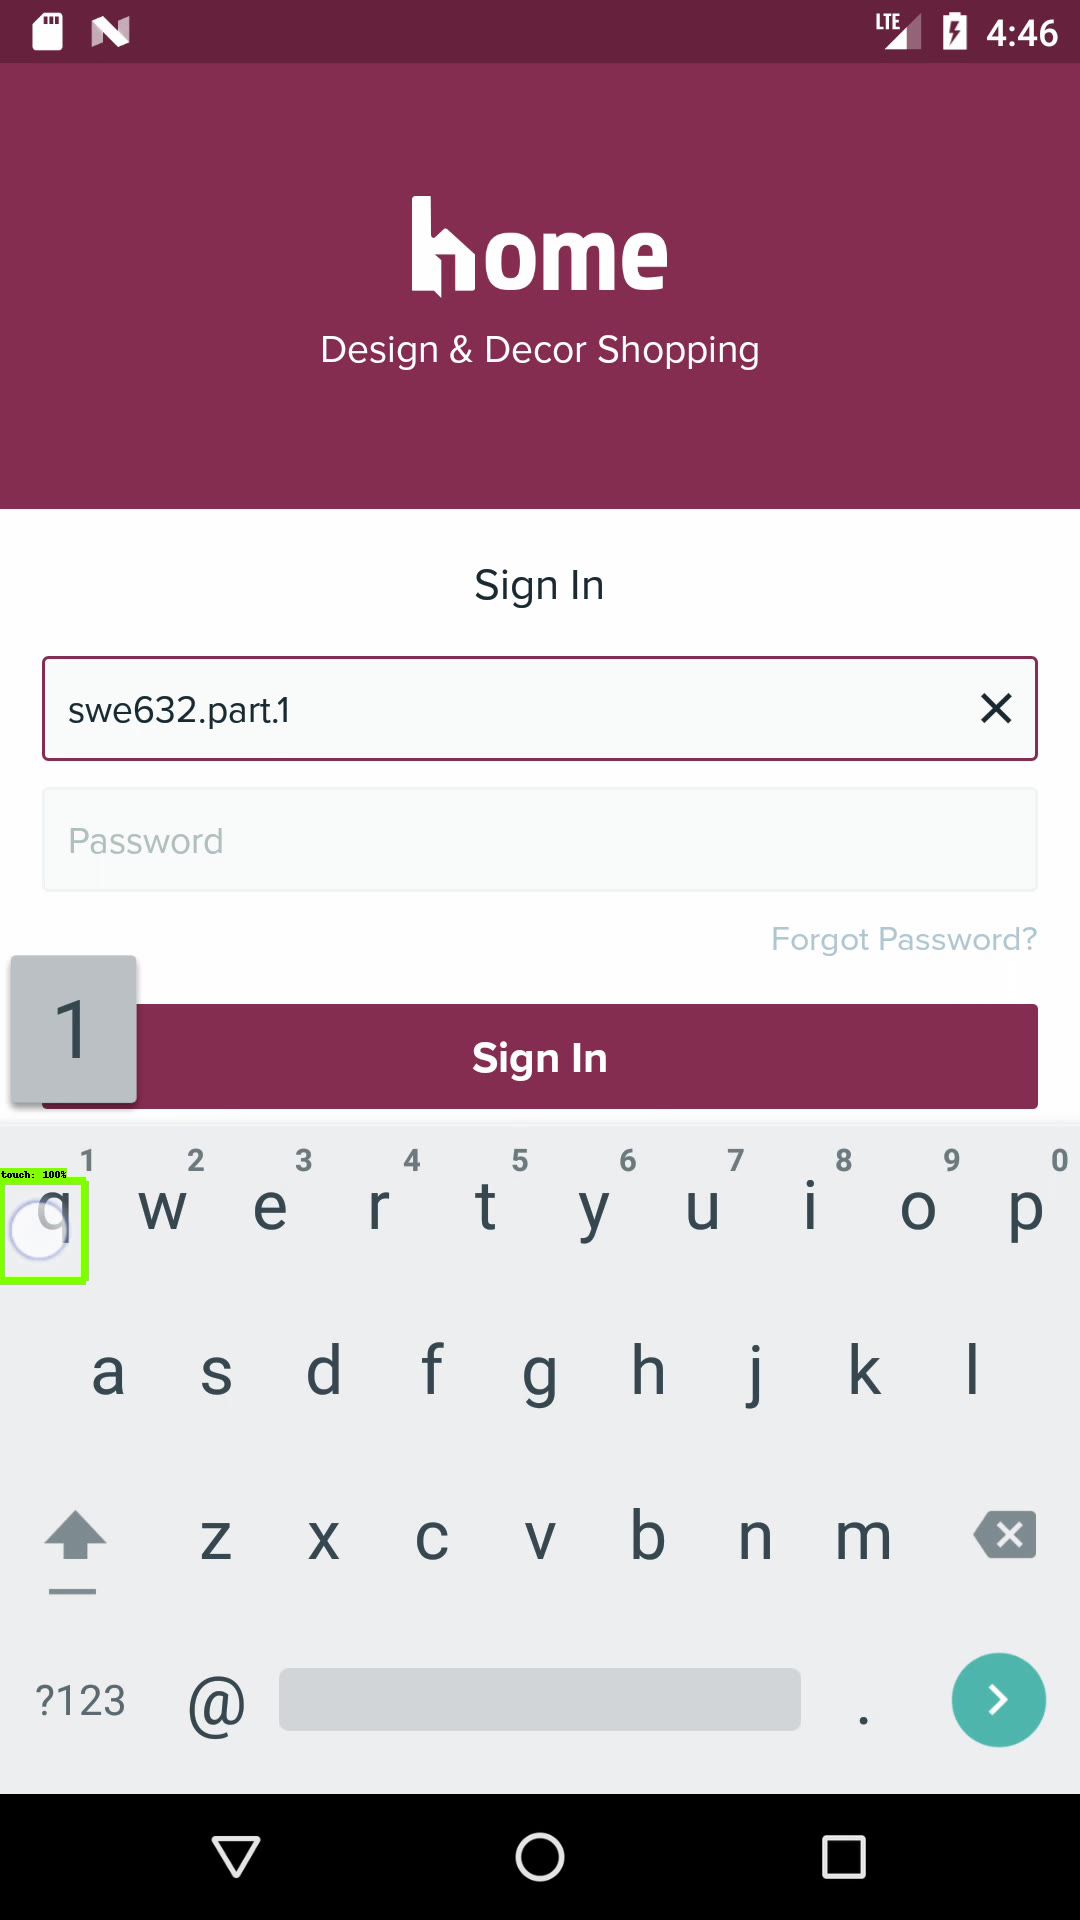 LTE 4:46
home
Design & Decor Shopping
Sign In
swe632.part.1
Password
Forgot Password?
1
Sign In
1 2 3 4 5 6 7 8 9 0
touch: 100%
q w e r t y u i o p
a s d f g h j k l
z x c v b n m
?123 @ .